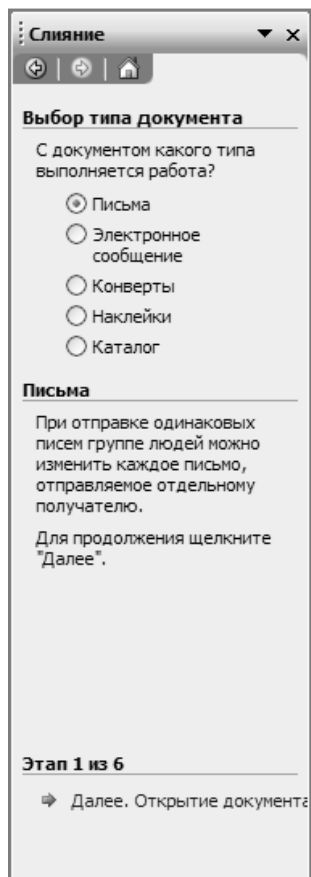 Слияние
Выбор типа документа
С документом какого типа
выполняется работа?
Письма
Электронное
сообщение
Конверты
Наклейки
Каталог
Письма
При отправке одинаковых
писем группе людей можно
изменить каждое письмо,
отправляемое отдельному
получателю.
Для продолжения щелкните
"Далее".
Этап 1 из 6
Далее. Открытие документа